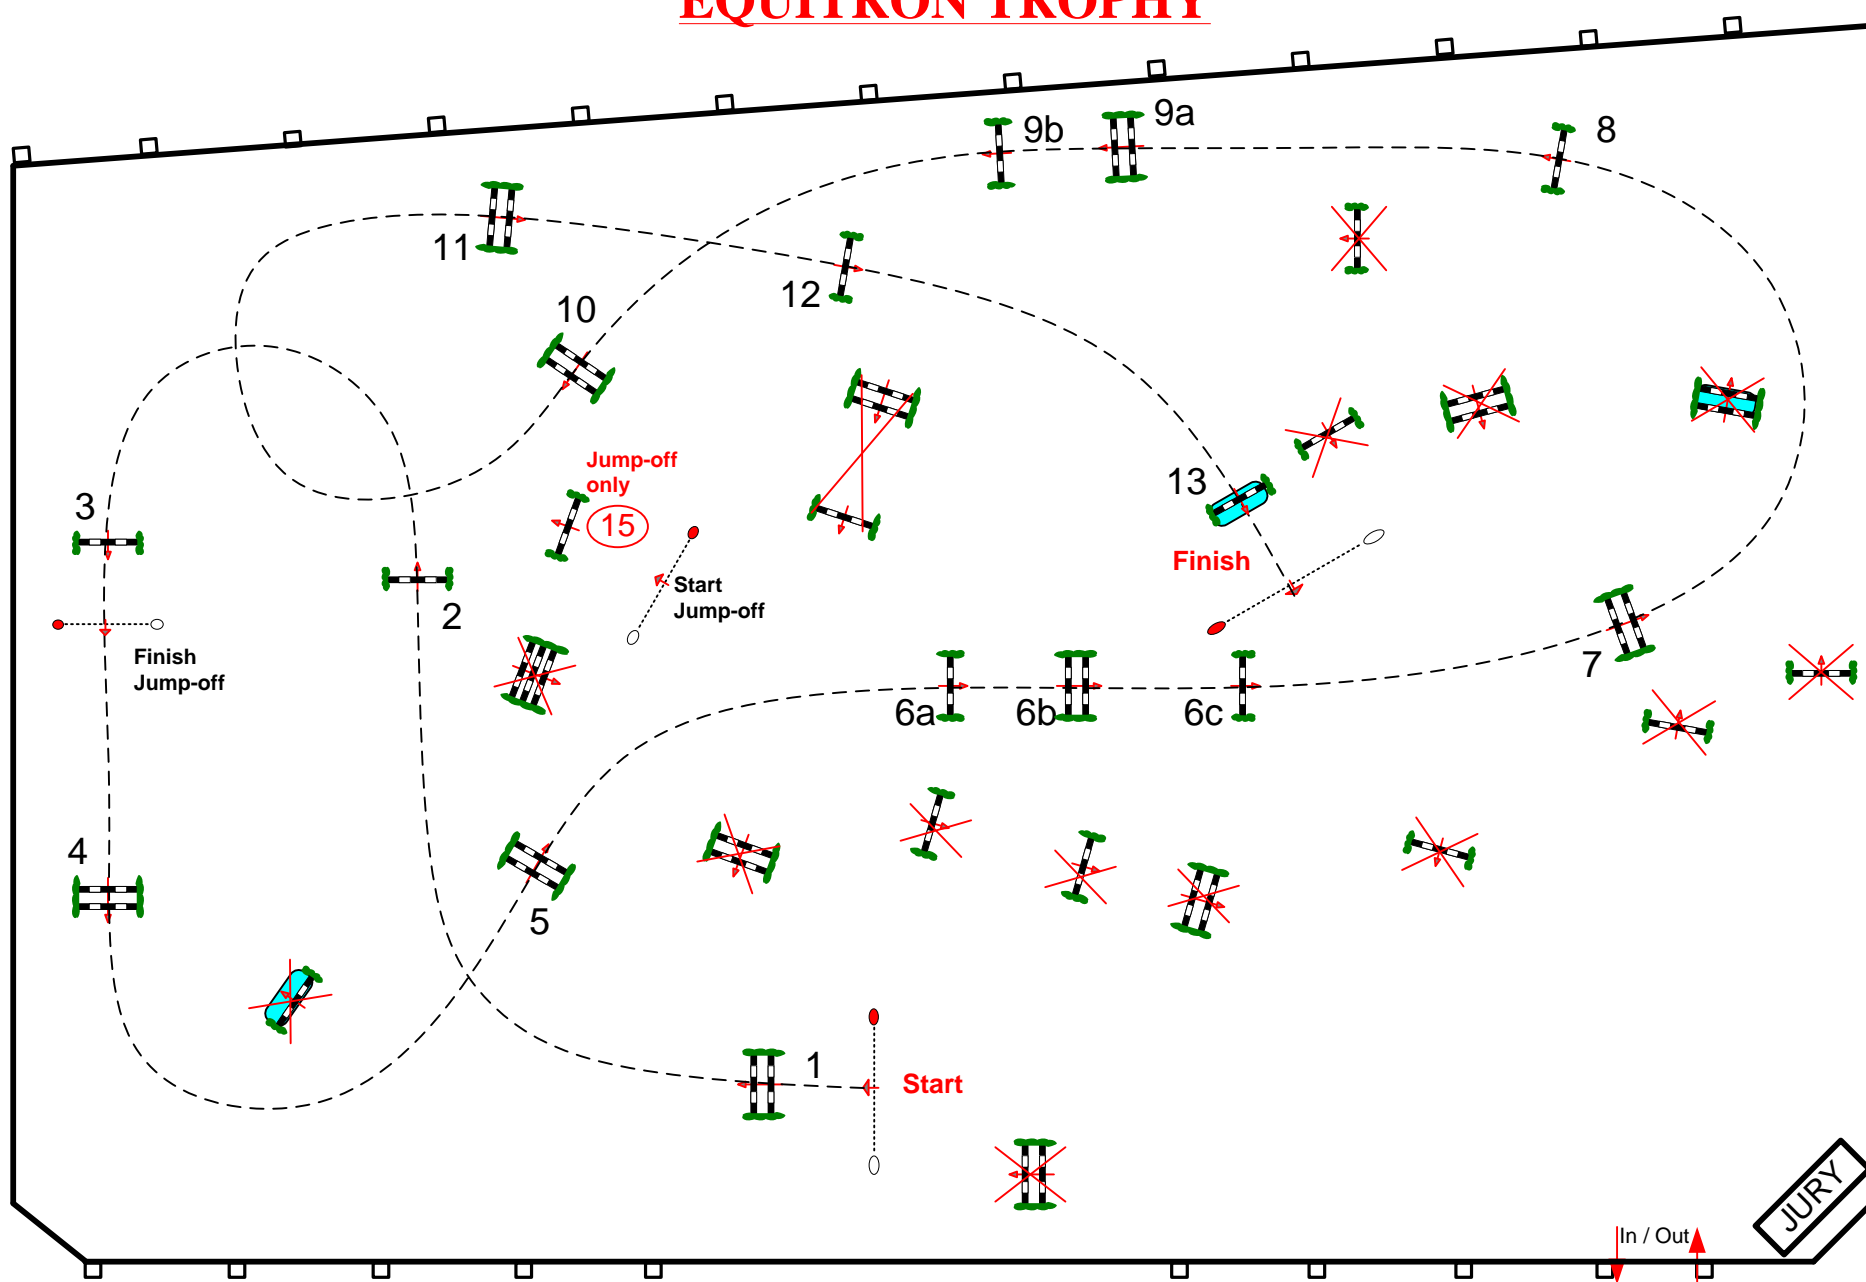 EQUITRON TROPHY
9b
9a
8
11
12
10
Jump-off
only
15
3
2
13
Finish
Start
Jump-off
Finish
Jump-off
7
6a
6b
6c
4
5
1
Start
JURY
In / Out